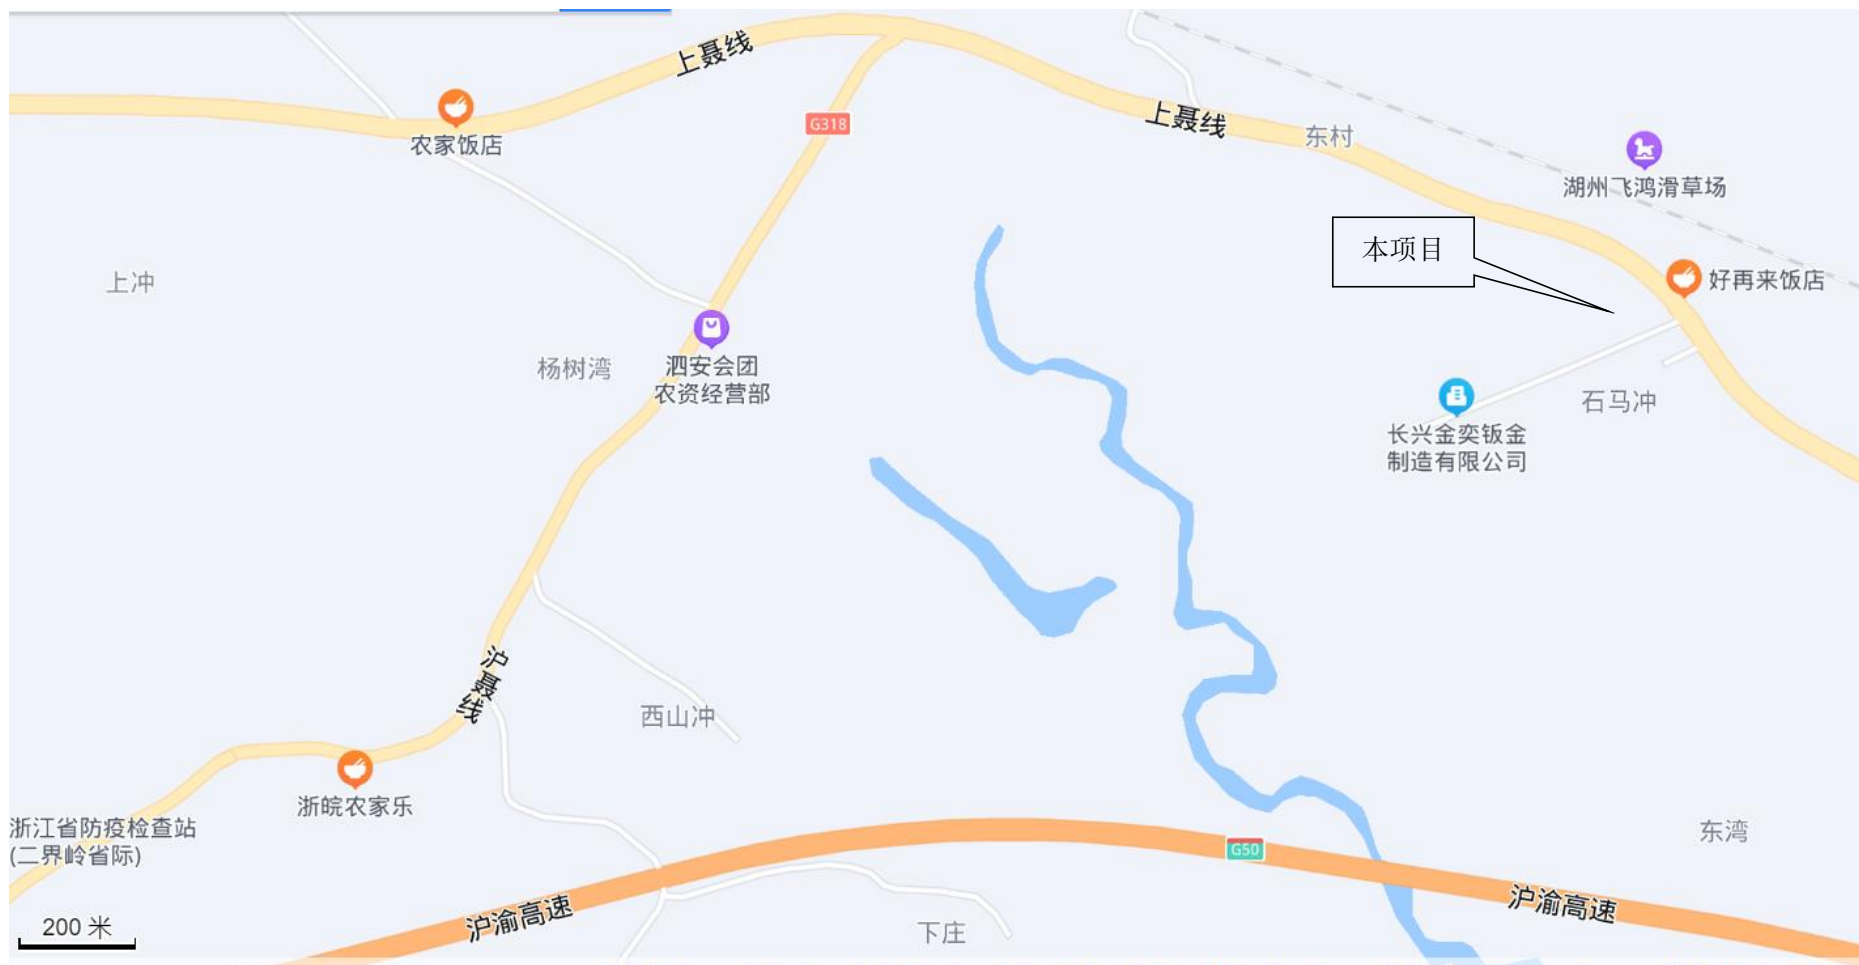 上聂线
农家饭店
G318
上聂线
东村
湖州飞鸿滑草场
本项目
上冲
好再来饭店
杨树湾
泗安会团
农资经营部
石马冲
长兴金奕钣金
制造有限公司
沪聂线
西山冲
浙皖农家乐
浙江省防疫检查站
(二界岭省际)
东湾
G50
沪渝高速
沪渝高速
200 米
下庄